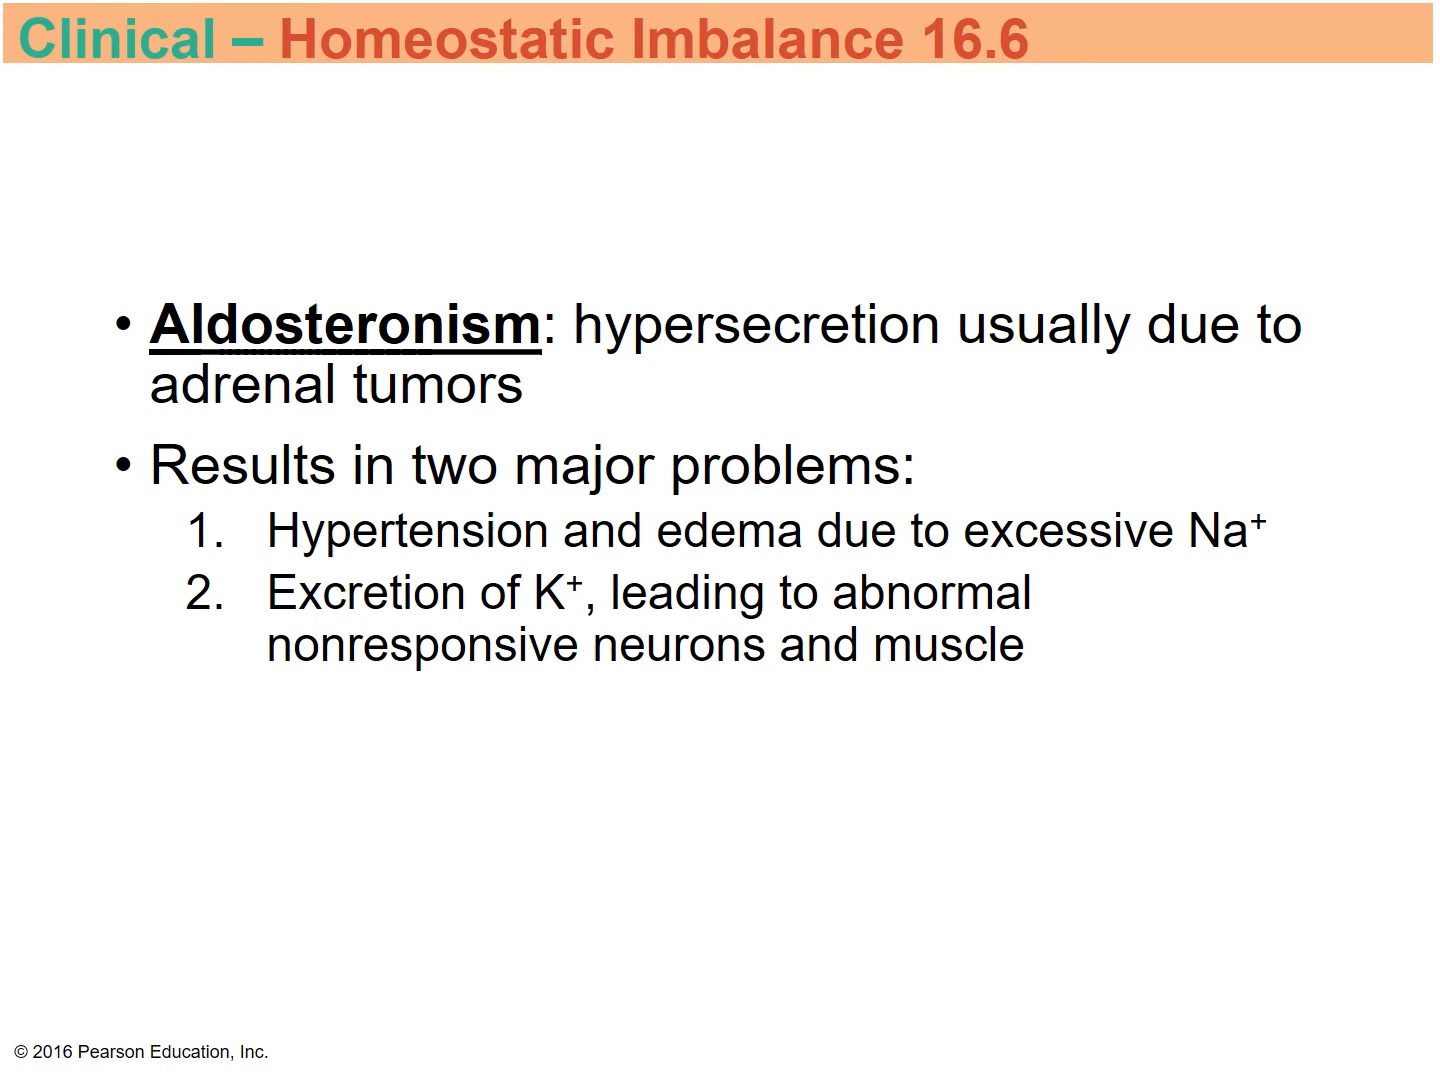 Clinical – Homeostatic Imbalance 16.6
• Aldosteronism: hypersecretion usually due to
adrenal tumors
• Results in two major problems:
1. Hypertension and edema due to excessive Na⁺
2. Excretion of K⁺, leading to abnormal
nonresponsive neurons and muscle
© 2016 Pearson Education, Inc.